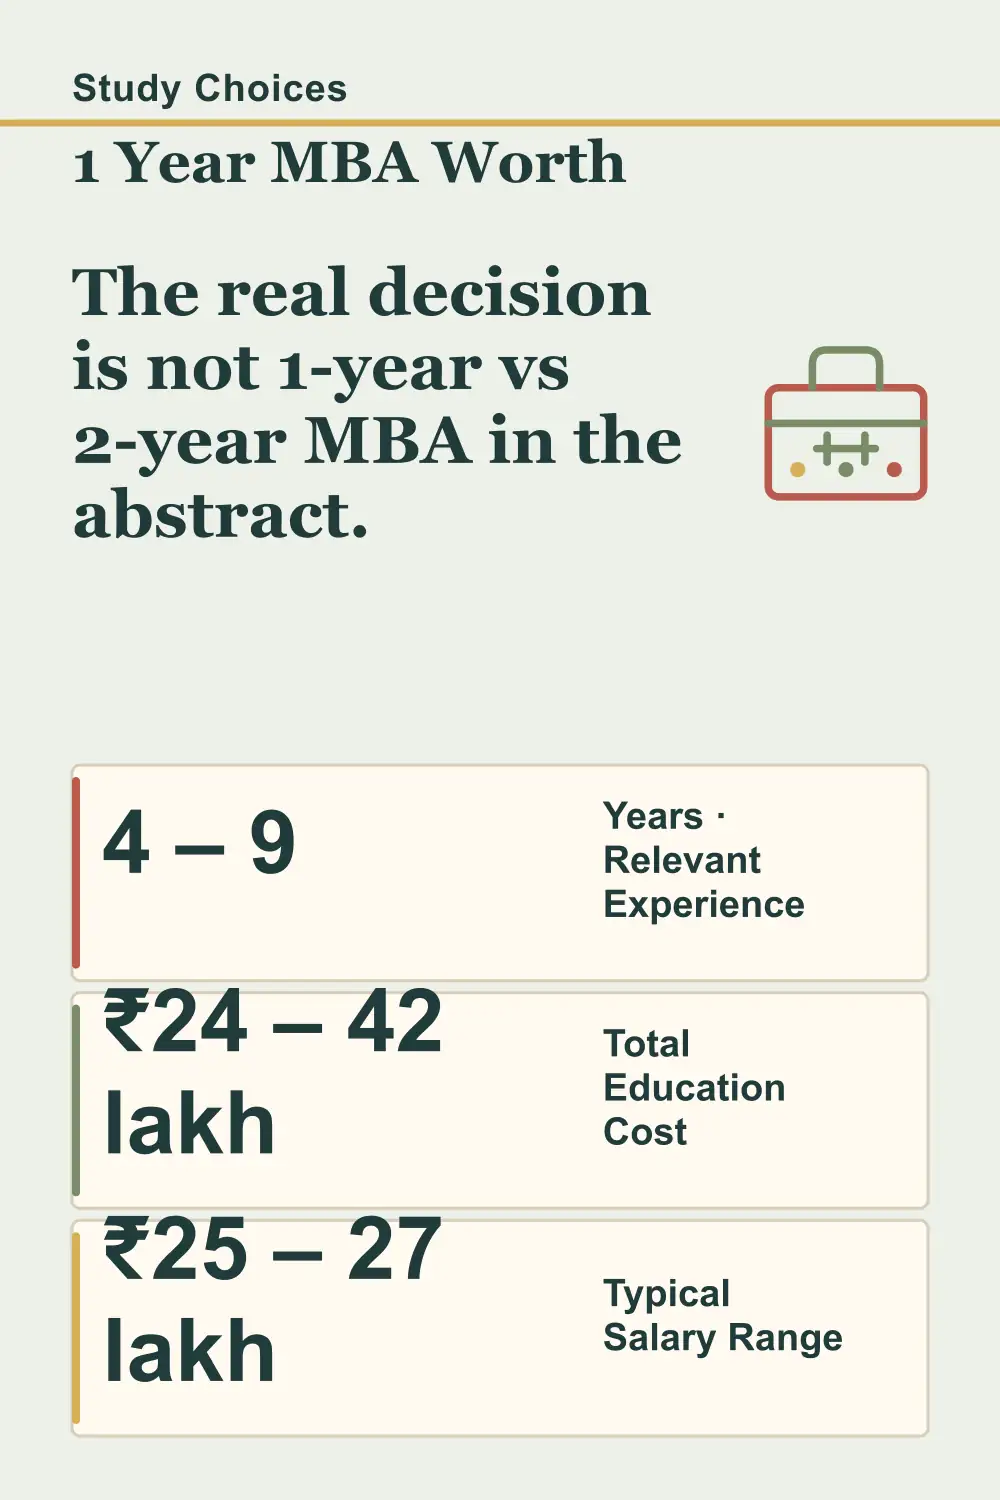 Study Choices
1 Year MBA Worth
The real decision
is not 1-year vs
2-year MBA in the
abstract.
4 – 9
Years ·
Relevant
Experience
₹24 – 42
lakh
Total
Education
Cost
₹25 – 27
lakh
Typical
Salary Range